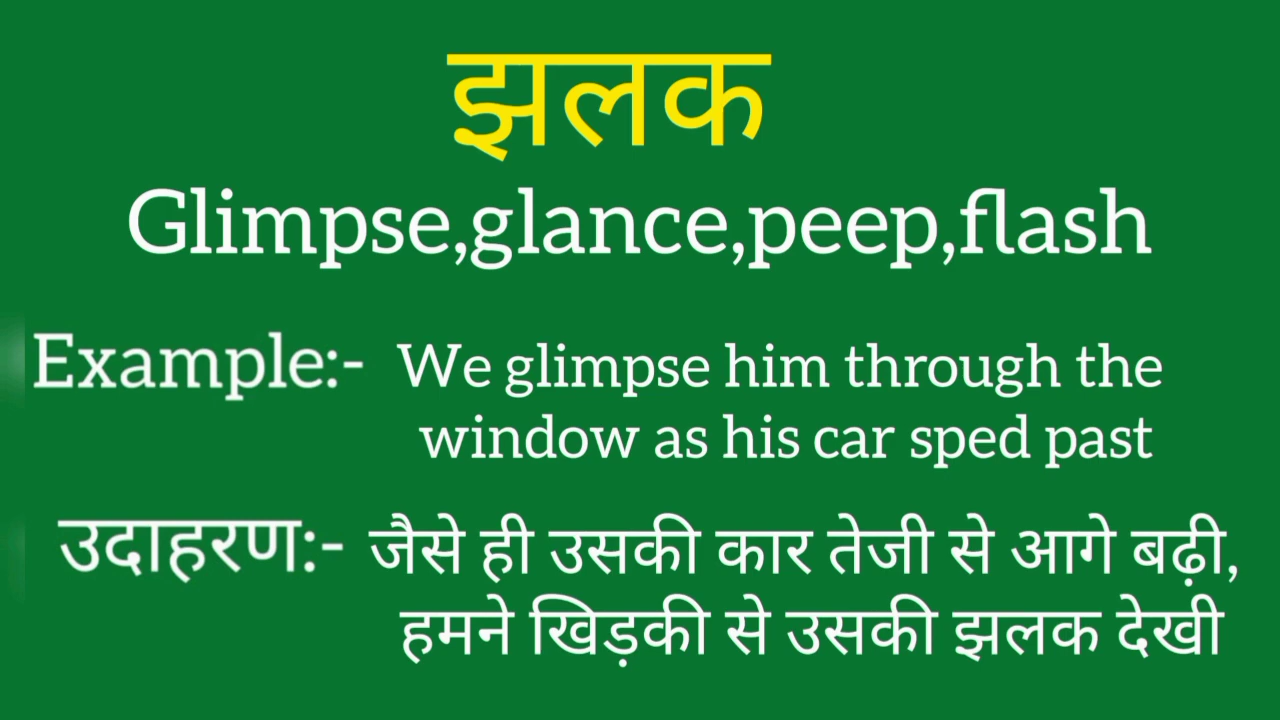 झलक
Glimpse,glance,peep,flash
Example:- We glimpse him through the
window as his car sped past
उदाहरण:- जैसे ही उसकी कार तेजी से आगे बढ़ी,
हमने खिड़की से उसकी झलक देखी